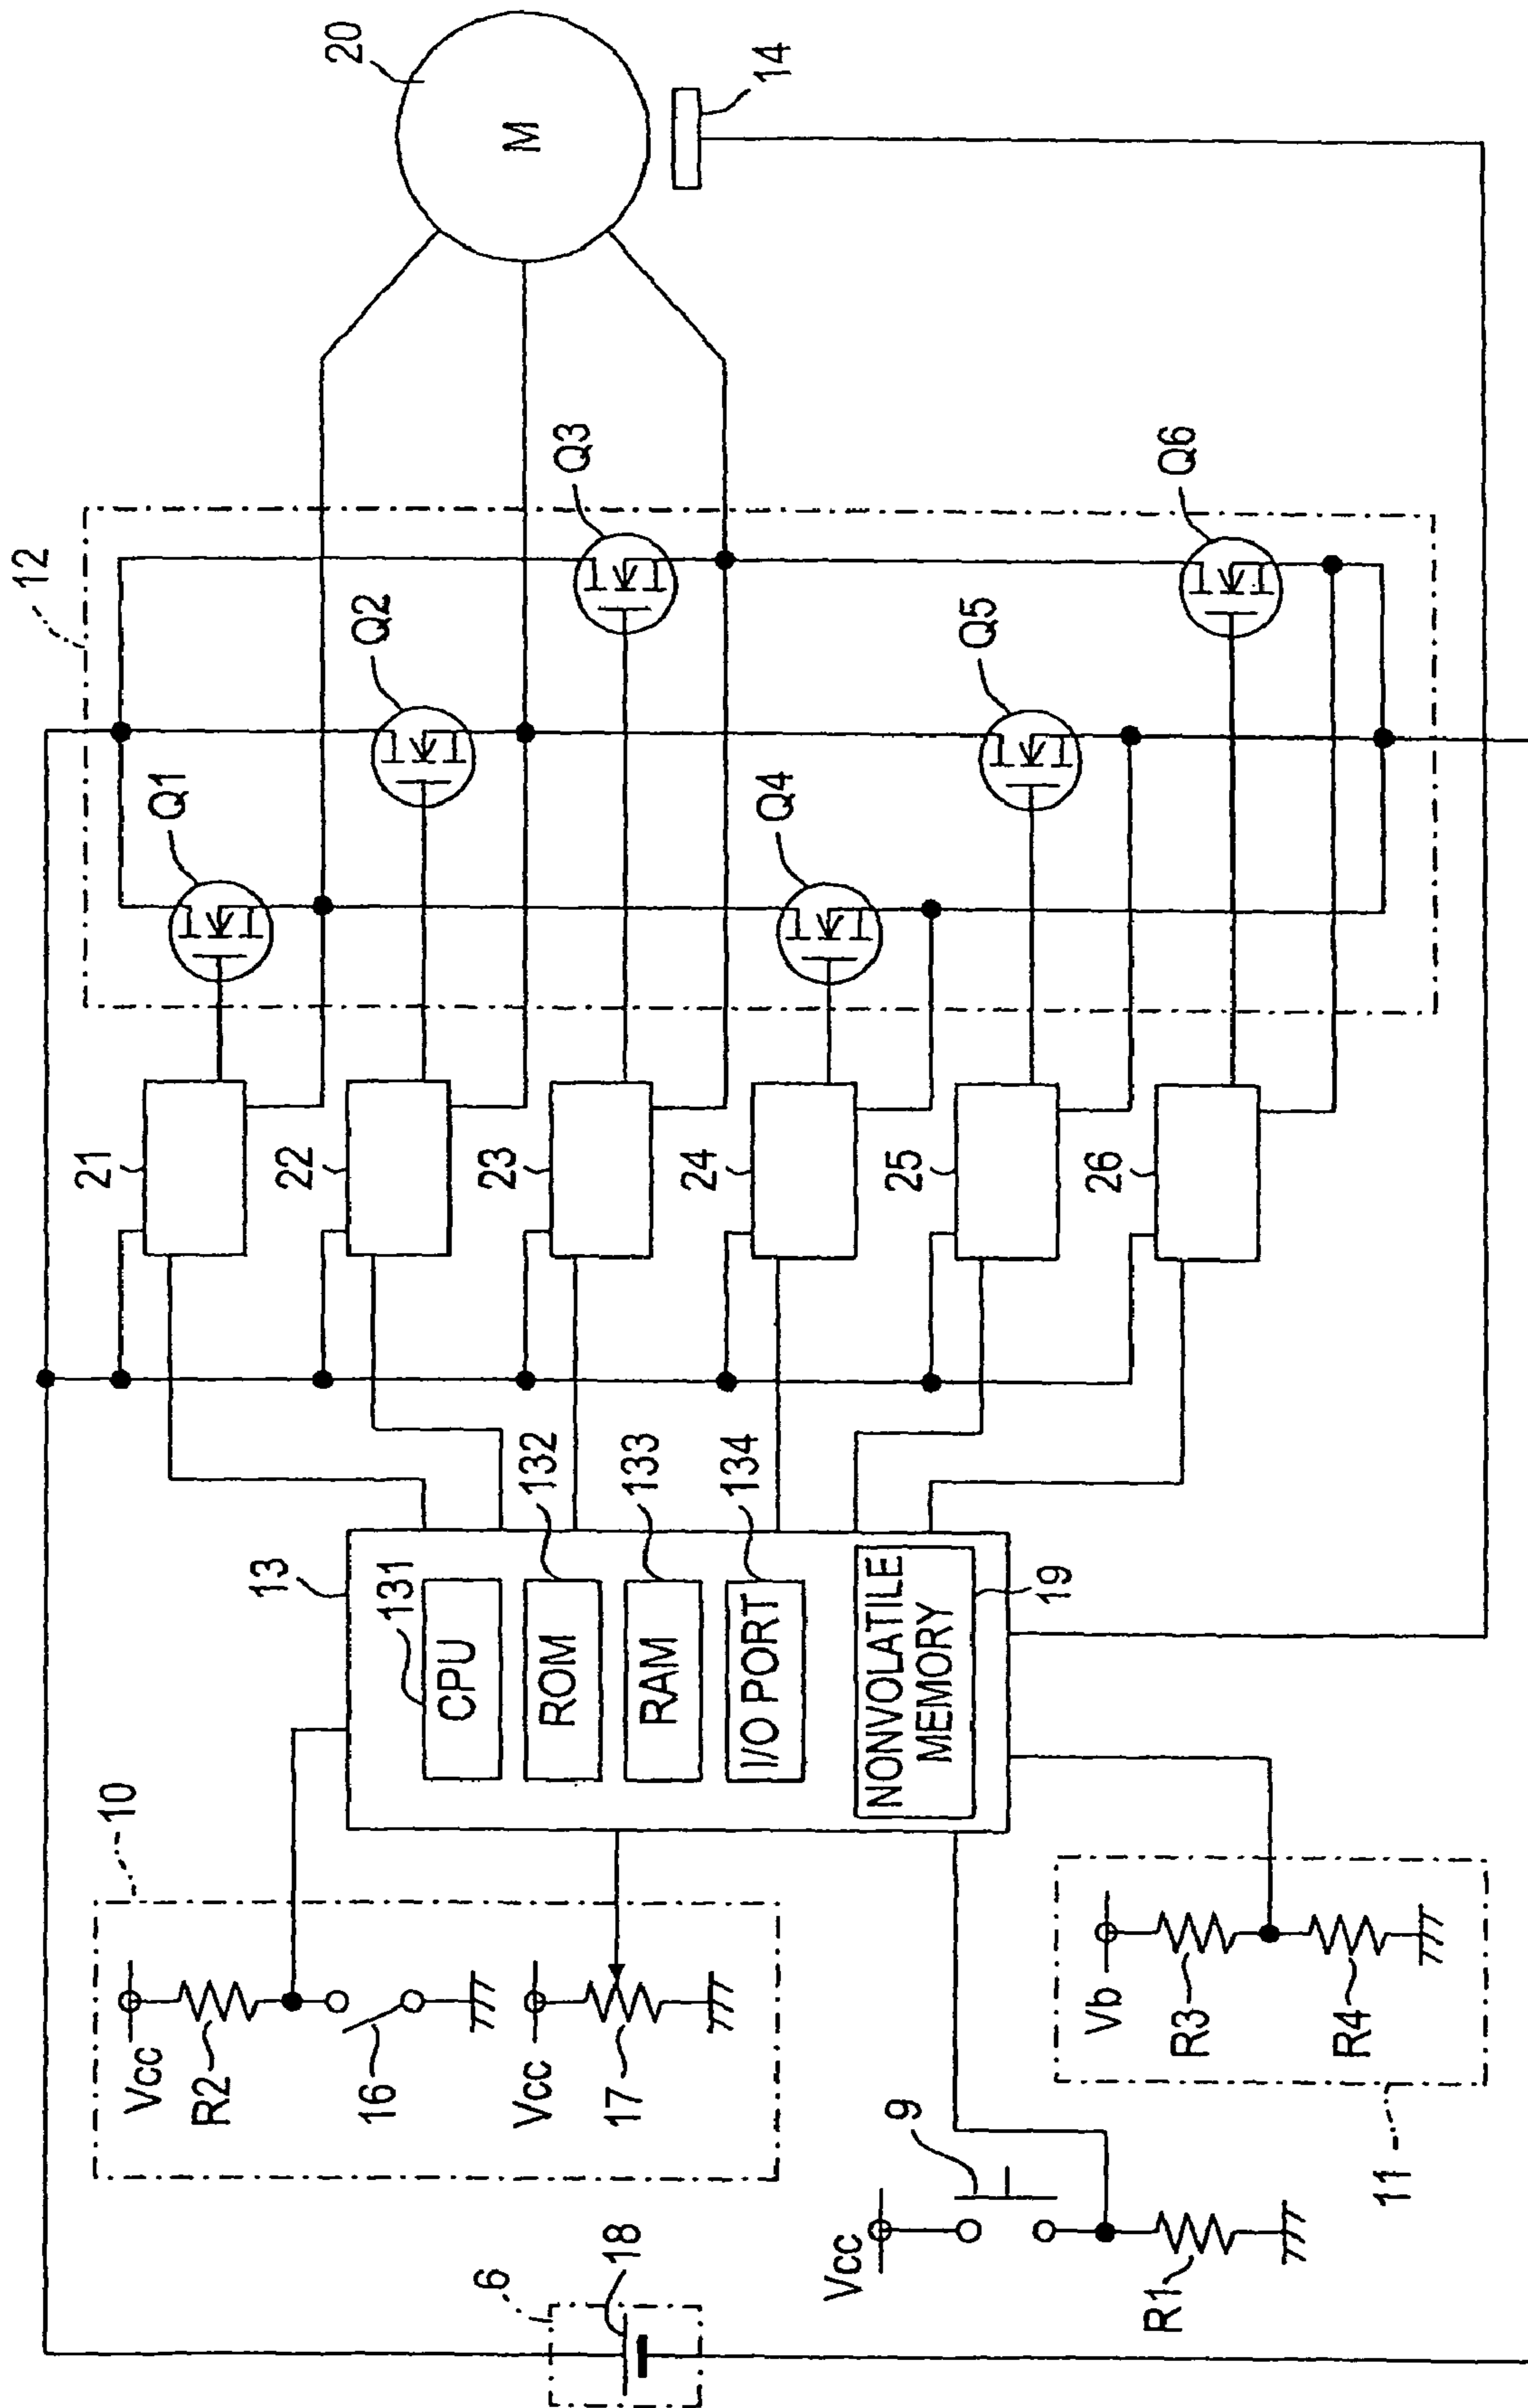 6
18
10
Vcc
R2
16
Vcc
17
Vcc
9
R1
11
Vb
R3
R4
13
131
CPU
132
ROM
133
RAM
134
I/O PORT
NONVOLATILE
MEMORY
19
21
22
23
24
25
26
12
Q1
Q2
Q3
Q4
Q5
Q6
20
M
14